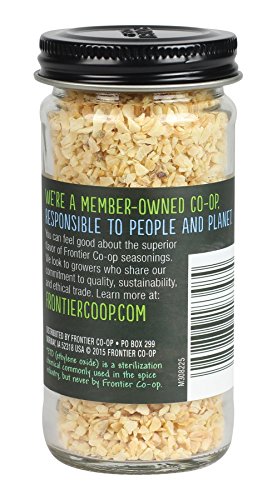 WE'RE A MEMBER-OWNED CO-OP.
RESPONSIBLE TO PEOPLE AND PLANET
You can feel good about the superior
flavor of Frontier Co-op seasonings.
We look to growers who share our
commitment to quality, sustainability,
and ethical trade. Learn more at:
FRONTIERCOOP.COM
DISTRIBUTED BY FRONTIER CO-OP • PO BOX 299
NORWAY, IA 52318 USA © 2015 FRONTIER CO-OP
(ethylene oxide) is a sterilization
chemical commonly used in the spice
industry, but never by Frontier Co-op.
M308225